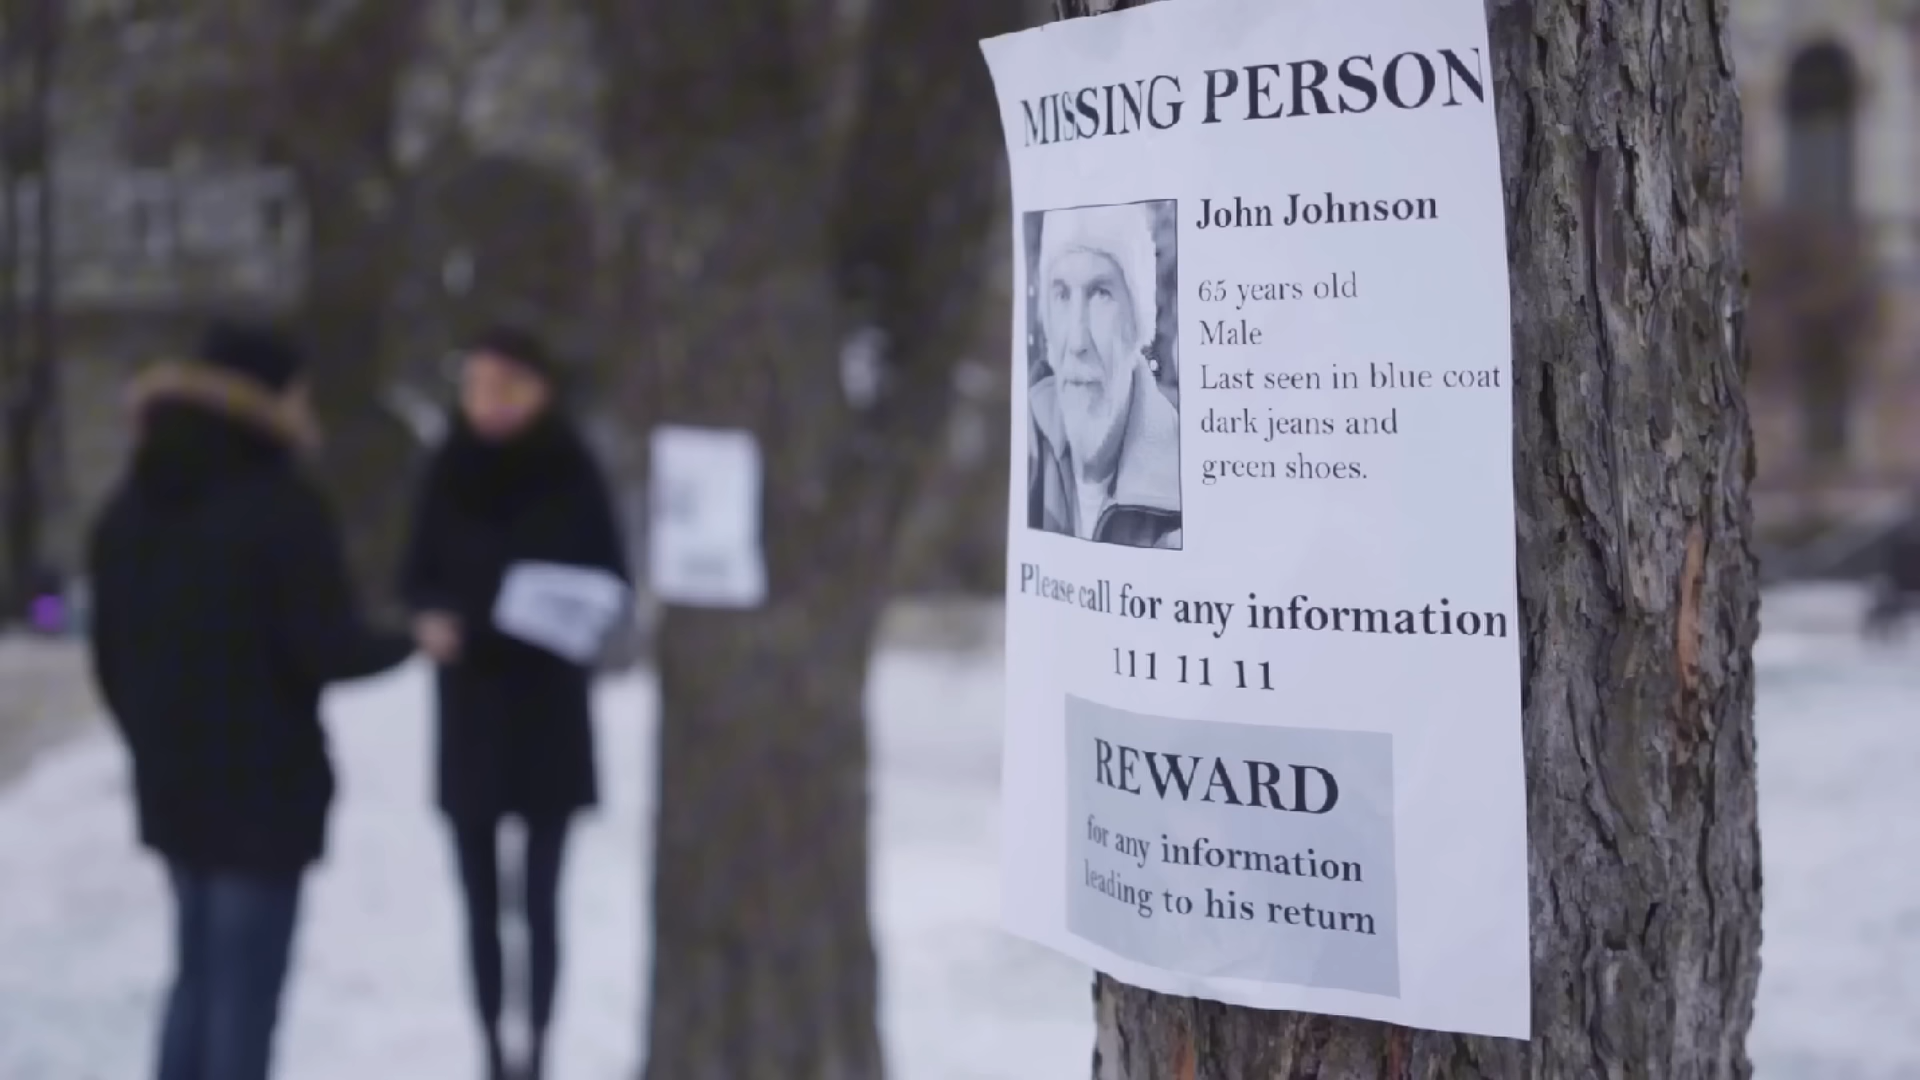 MISSING PERSON
John Johnson
65 years old
Male
Last seen in blue coat
dark jeans and
green shoes.
Please call for any information
111 11 11
REWARD
for any information
leading to his return